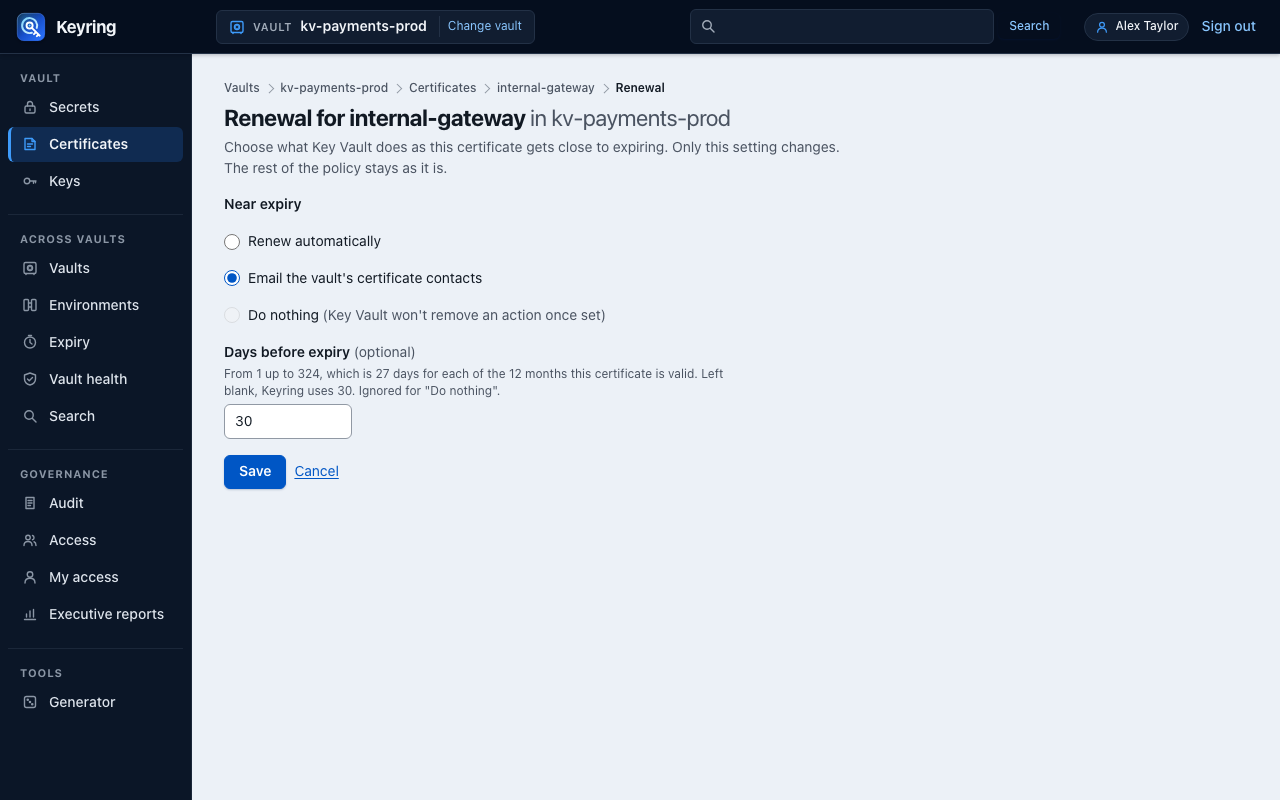 Keyring
VAULT kv-payments-prod Change vault
Search
Alex Taylor
Sign out
VAULT
Secrets
Certificates
Keys
ACROSS VAULTS
Vaults
Environments
Expiry
Vault health
Search
GOVERNANCE
Audit
Access
My access
Executive reports
TOOLS
Generator
Vaults kv-payments-prod Certificates internal-gateway Renewal
Renewal for internal-gateway in kv-payments-prod
Choose what Key Vault does as this certificate gets close to expiring. Only this setting changes.
The rest of the policy stays as it is.
Near expiry
Renew automatically
Email the vault's certificate contacts
Do nothing (Key Vault won't remove an action once set)
Days before expiry (optional)
From 1 up to 324, which is 27 days for each of the 12 months this certificate is valid. Left
blank, Keyring uses 30. Ignored for "Do nothing".
30
Save Cancel